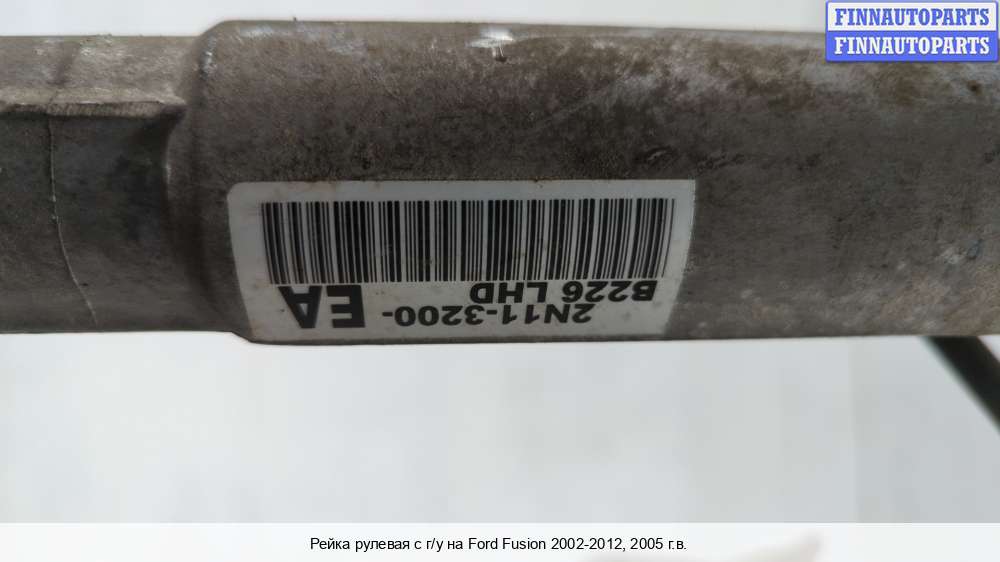 FINNAUTOPARTS
FINNAUTOPARTS
2N11-3200-EA
B226 LHD
Рейка рулевая с г/у на Ford Fusion 2002-2012, 2005 г.в.